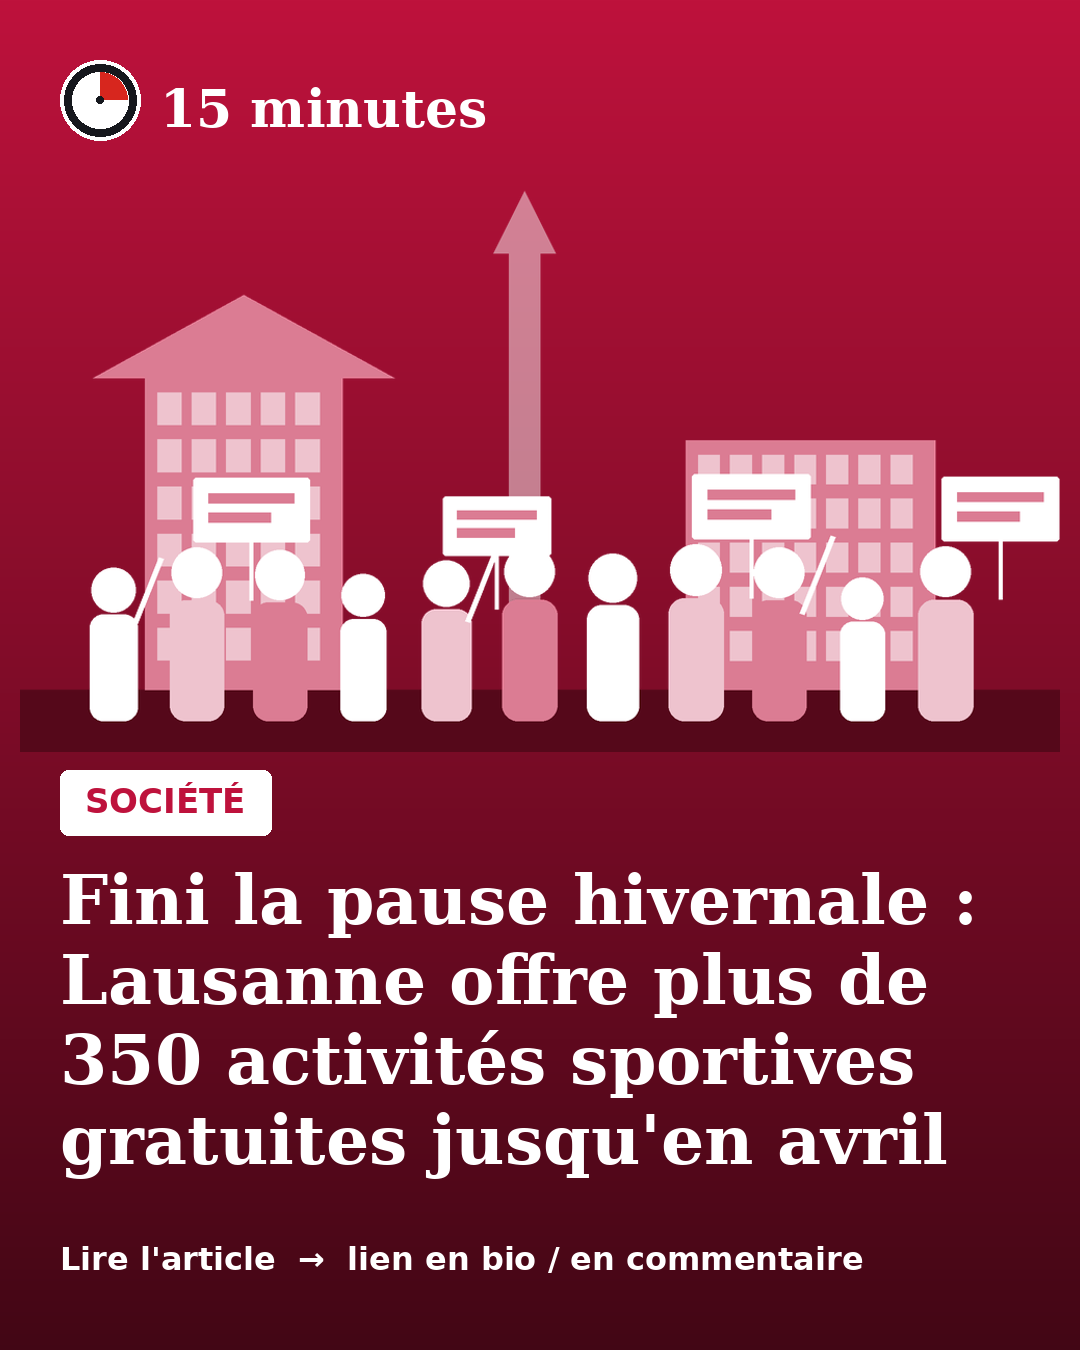 15 minutes
SOCIÉTÉ
Fini la pause hivernale :
Lausanne offre plus de
350 activités sportives
gratuites jusqu'en avril
Lire l'article → lien en bio / en commentaire